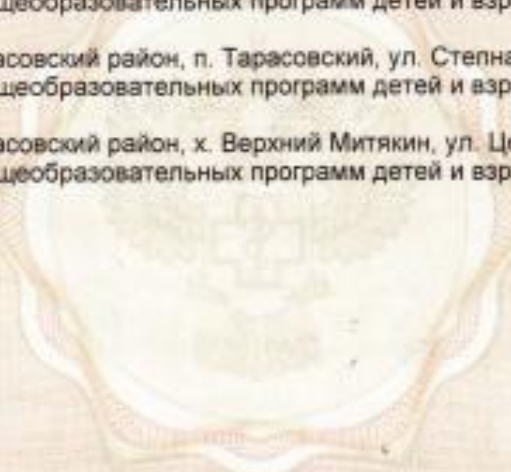 щеобразовательных программ детей и взр
асовский район, п. Тарасовский, ул. Степна
щеобразовательных программ детей и взр
асовский район, х. Верхний Митякин, ул. Це
щеобразовательных программ детей и взр